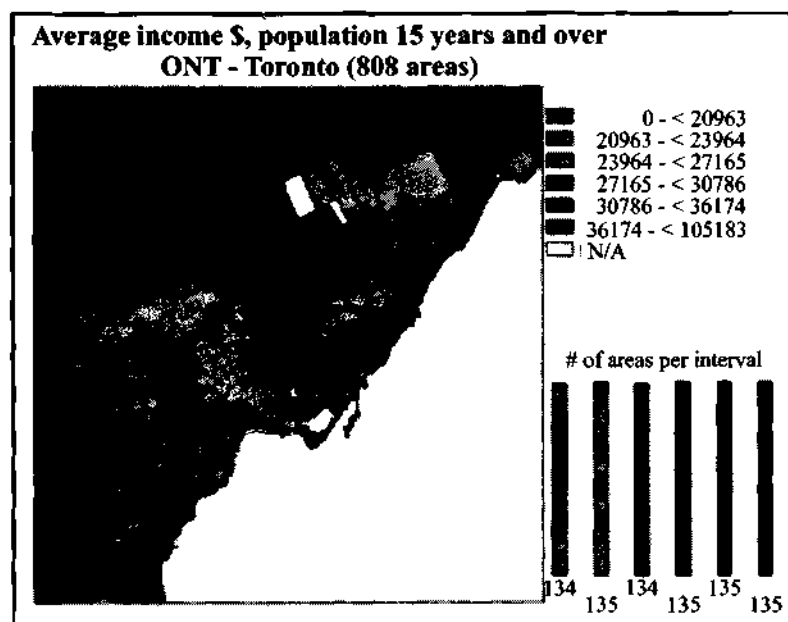 Average income $, population 15 years and over
ONT - Toronto (808 areas)
0 - < 20963
20963 - < 23964
23964 - < 27165
27165 - < 30786
30786 - < 36174
36174 - < 105183
N/A
# of areas per interval
134 134 135
135 135 135